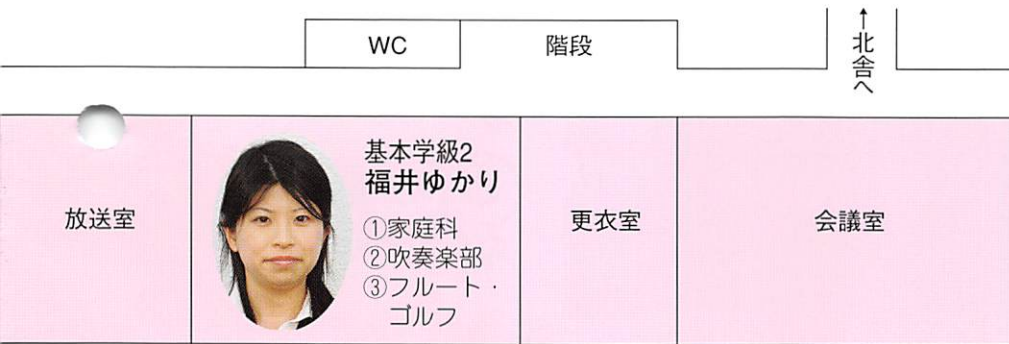 WC
階段
↑北舎へ
放送室
基本学級2
福井ゆかり
①家庭科
②吹奏楽部
③フルート・
ゴルフ
更衣室
会議室